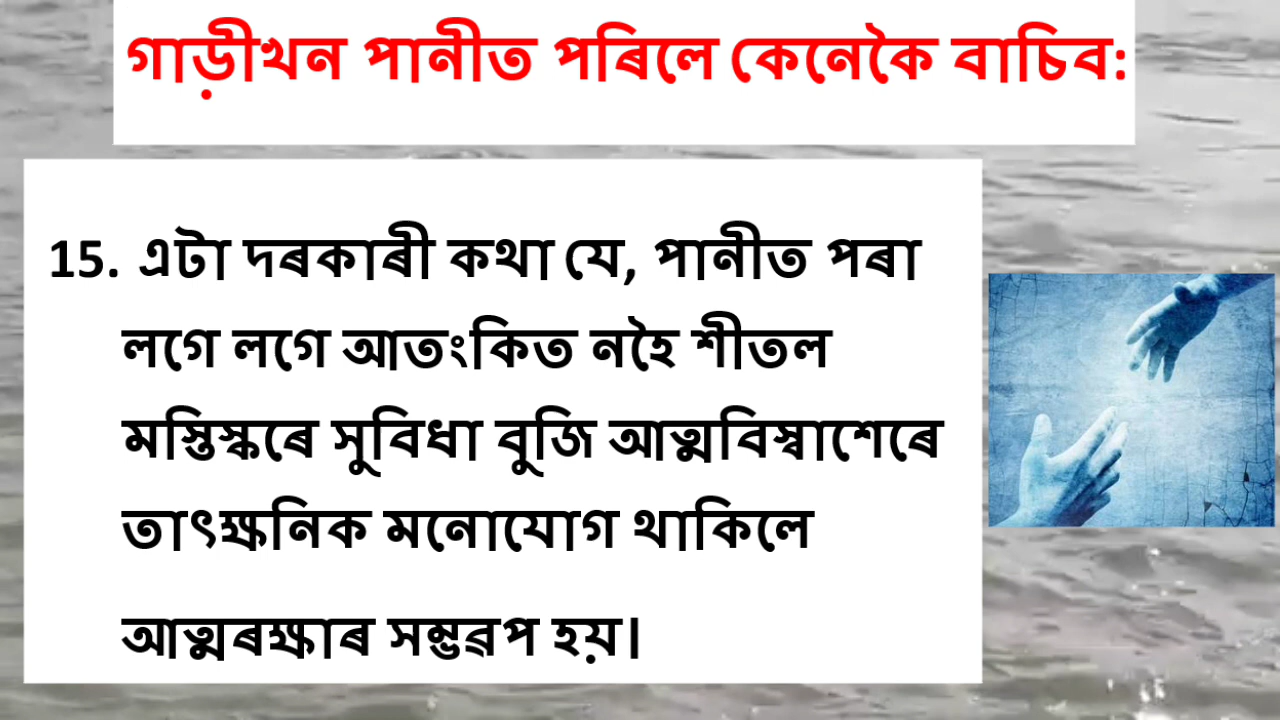 গাড়ীখন পানীত পৰিলে কেনেকৈ বাচিব:
15. এটা দৰকাৰী কথা যে, পানীত পৰা
লগে লগে আতংকিত নহৈ শীতল
মস্তিস্কৰে সুবিধা বুজি আত্মবিস্বাশেৰে
তাৎক্ষনিক মনোযোগ থাকিলে
আত্মৰক্ষাৰ সম্ভৱপ হয়।